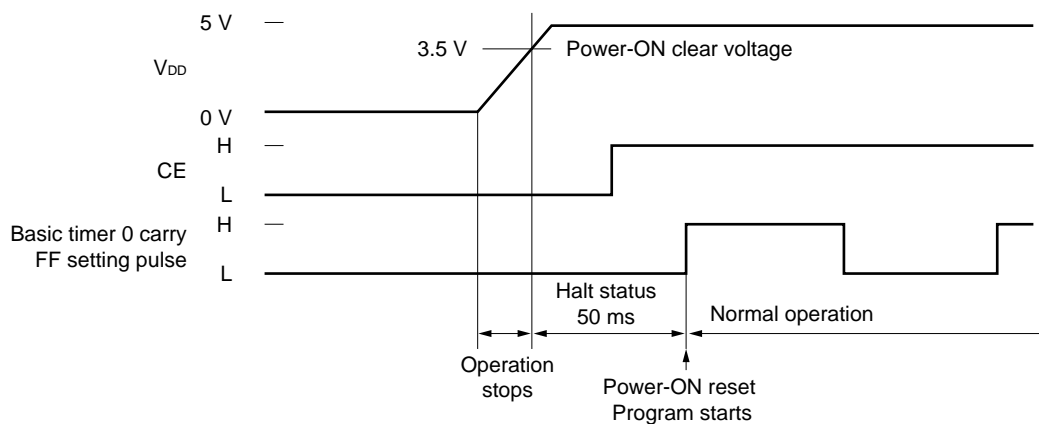 5 V
3.5 V
Power-ON clear voltage
VDD
0 V
H
CE
L
H
Basic timer 0 carry
FF setting pulse
L
Halt status
50 ms
Normal operation
Operation
stops
Power-ON reset
Program starts